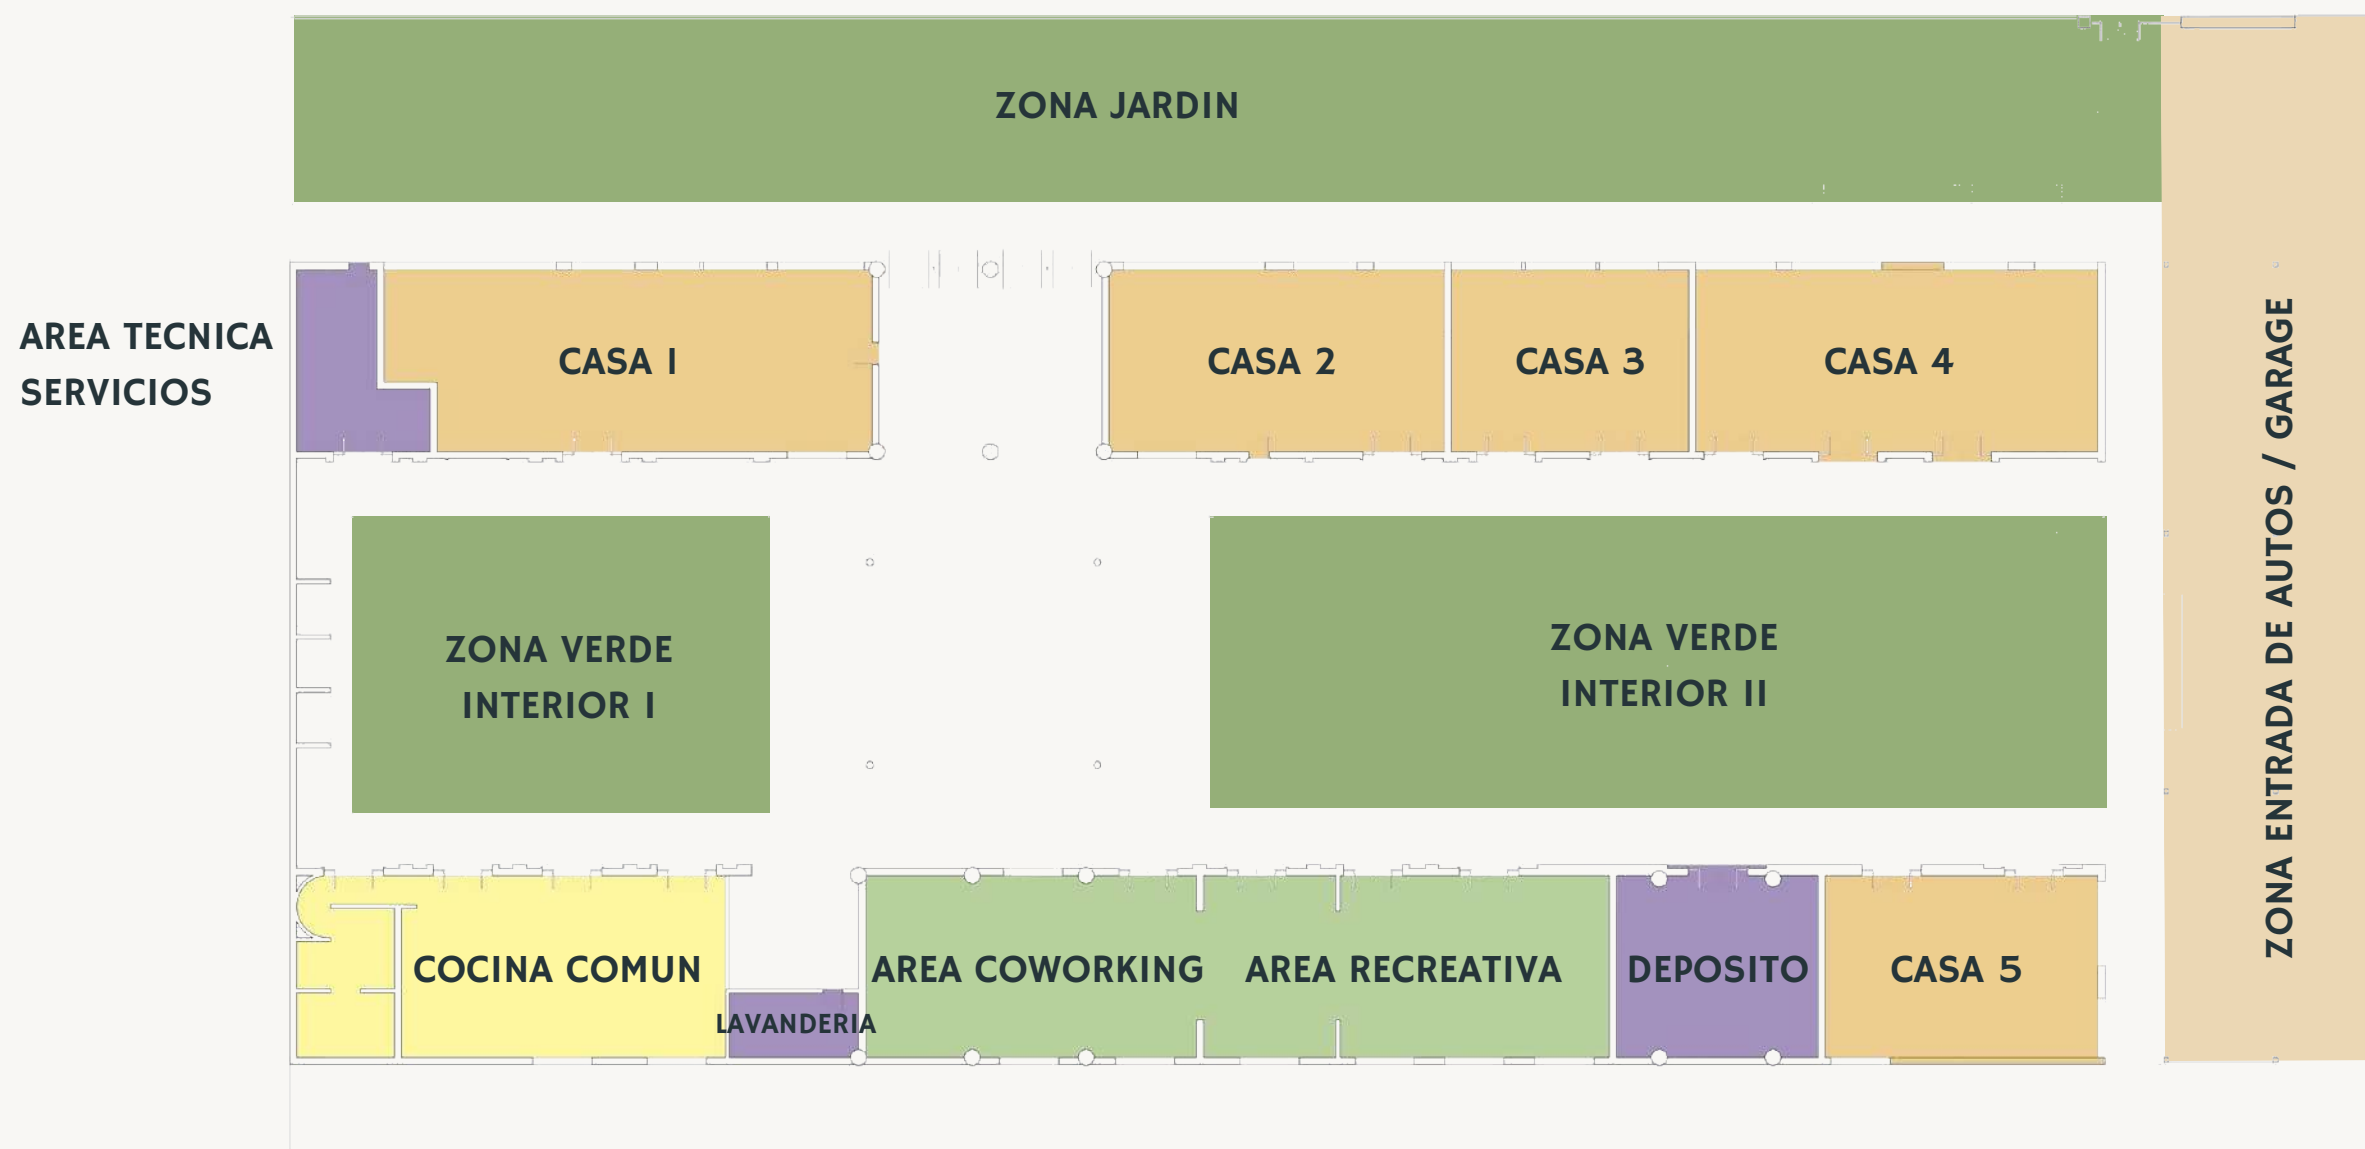 ZONA JARDIN
AREA TECNICA
SERVICIOS
CASA I
CASA 2
CASA 3
CASA 4
ZONA VERDE
INTERIOR I
ZONA VERDE
INTERIOR II
ZONA ENTRADA DE AUTOS / GARAGE
COCINA COMUN
LAVANDERIA
AREA COWORKING
AREA RECREATIVA
DEPOSITO
CASA 5